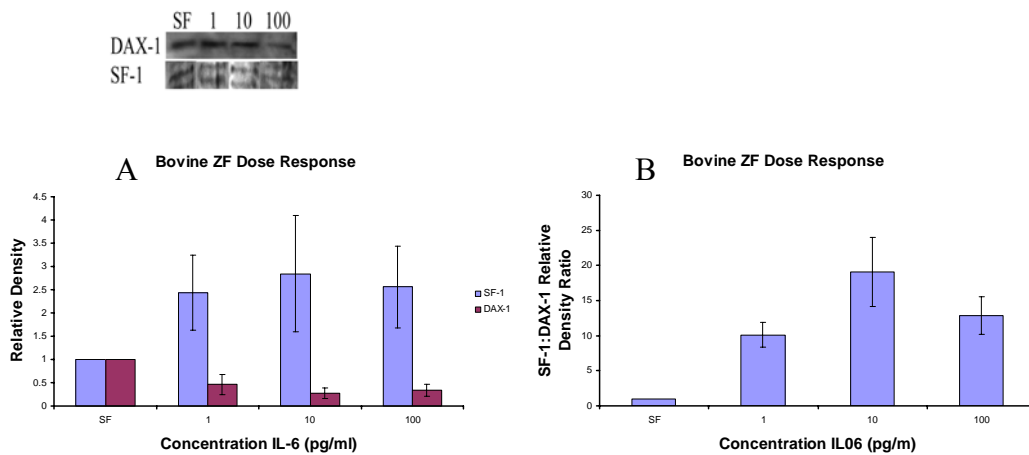 SF 1 10 100
DAX-1
SF-1
A
Bovine ZF Dose Response
Relative Density
4.5
4
3.5
3
2.5
2
1.5
1
0.5
0
SF 1 10 100
Concentration IL-6 (pg/ml)
SF-1
DAX-1
B
Bovine ZF Dose Response
SF-1:DAX-1 Relative
Density Ratio
30
25
20
15
10
5
0
SF 1 10 100
Concentration IL06 (pg/m)